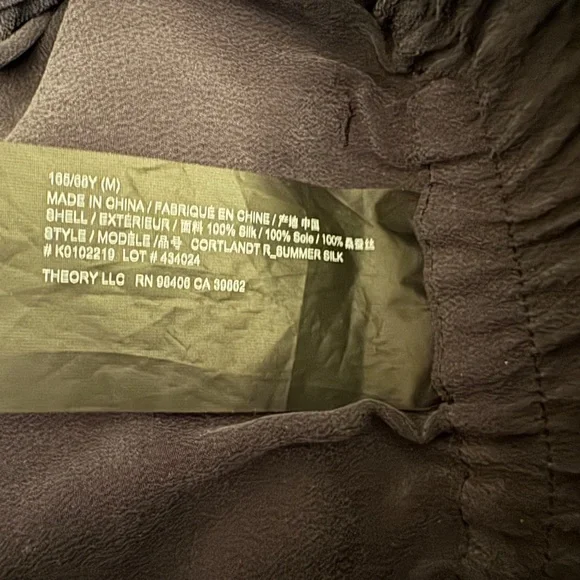 165/66Y (M)
MADE IN CHINA / FABRIQUÉ EN CHINE / 产地 中国
SHELL / EXTÉRIEUR / 面料 100% Silk / 100% Soie / 100% 桑蚕丝
STYLE / MODÈLE / 品号 CORTLANDT R_SUMMER SILK
# K0102219 LOT # 434024
THEORY LLC RN 96406 CA 39662